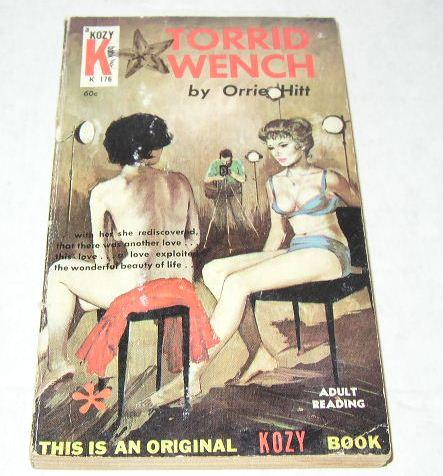 a
KOZY
K
BOOKS
K 176
60c
TORRID
WENCH
by Orrie Hitt
. . . with her she rediscovered,
that there was another love . . .
this love . . . a love exploited
the wonderful beauty of life . . .
ADULT
READING
THIS IS AN ORIGINAL KOZY BOOK